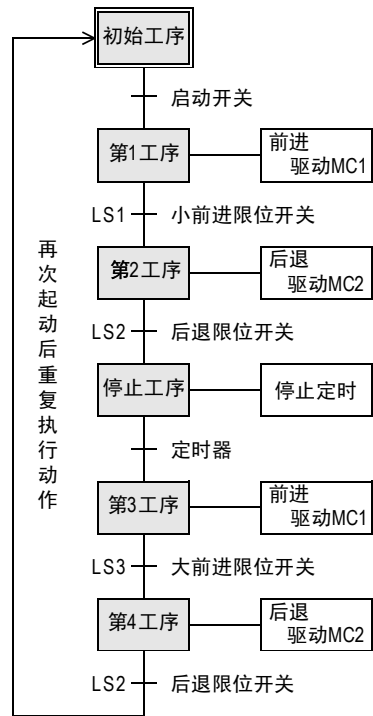 初始工序
启动开关
第1工序
前进
驱动MC1
LS1
小前进限位开关
第2工序
后退
驱动MC2
LS2
后退限位开关
停止工序
停止定时
定时器
第3工序
前进
驱动MC1
LS3
大前进限位开关
第4工序
后退
驱动MC2
LS2
后退限位开关
再次起动后重复执行动作